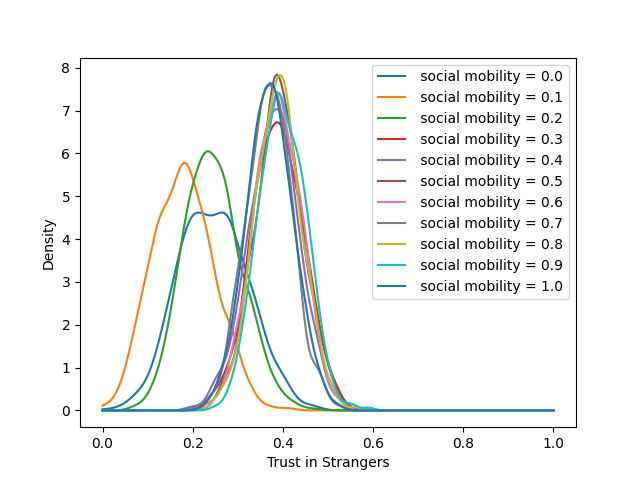 social mobility = 0.0
social mobility = 0.1
social mobility = 0.2
social mobility = 0.3
social mobility = 0.4
social mobility = 0.5
social mobility = 0.6
social mobility = 0.7
social mobility = 0.8
social mobility = 0.9
social mobility = 1.0
Density
8
7
6
5
4
3
2
1
0
0.0 0.2 0.4 0.6 0.8 1.0
Trust in Strangers